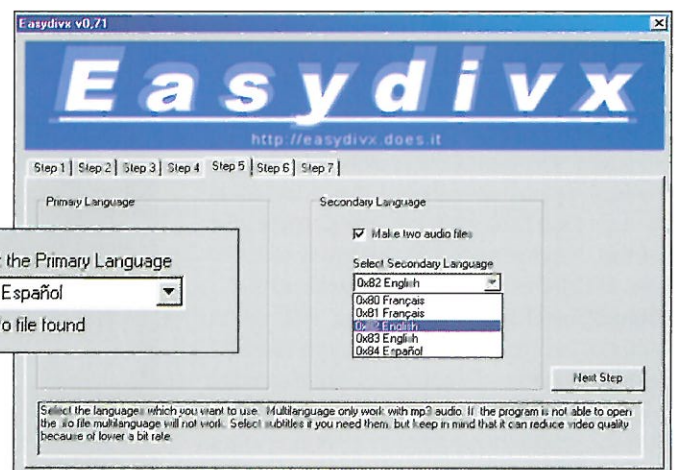 Easydivx v0,71
Easydivx
http://easydivx.does.it
Step 1 Step 2 Step 3 Step 4 Step 5 Step 6 Step 7
Primary Language
the Primary Language
Español
o file found
Secondary Language
Make two audio files
Select Secondary Language
0x82 English
0x80 Français
0x81 Français
0x82 English
0x83 English
0x84 Español
Next Step
Select the languages which you want to use. Multilanguage only work with mp3 audio. If the program is not able to open
the .ifo file multilanguage will not work. Select subtitles if you need them, but keep in mind that it can reduce video quality
because of lower a bit rate.